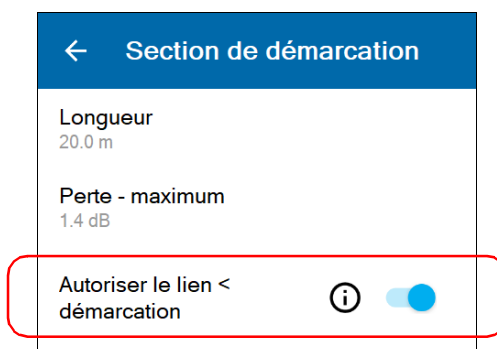 Section de démarcation
Longueur
20.0 m
Perte - maximum
1.4 dB
Autoriser le lien <
démarcation